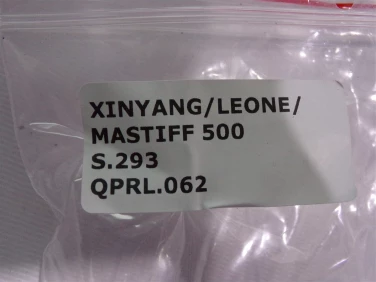 XINYANG/LEONE/
MASTIFF 500
S.293
QPRL.062